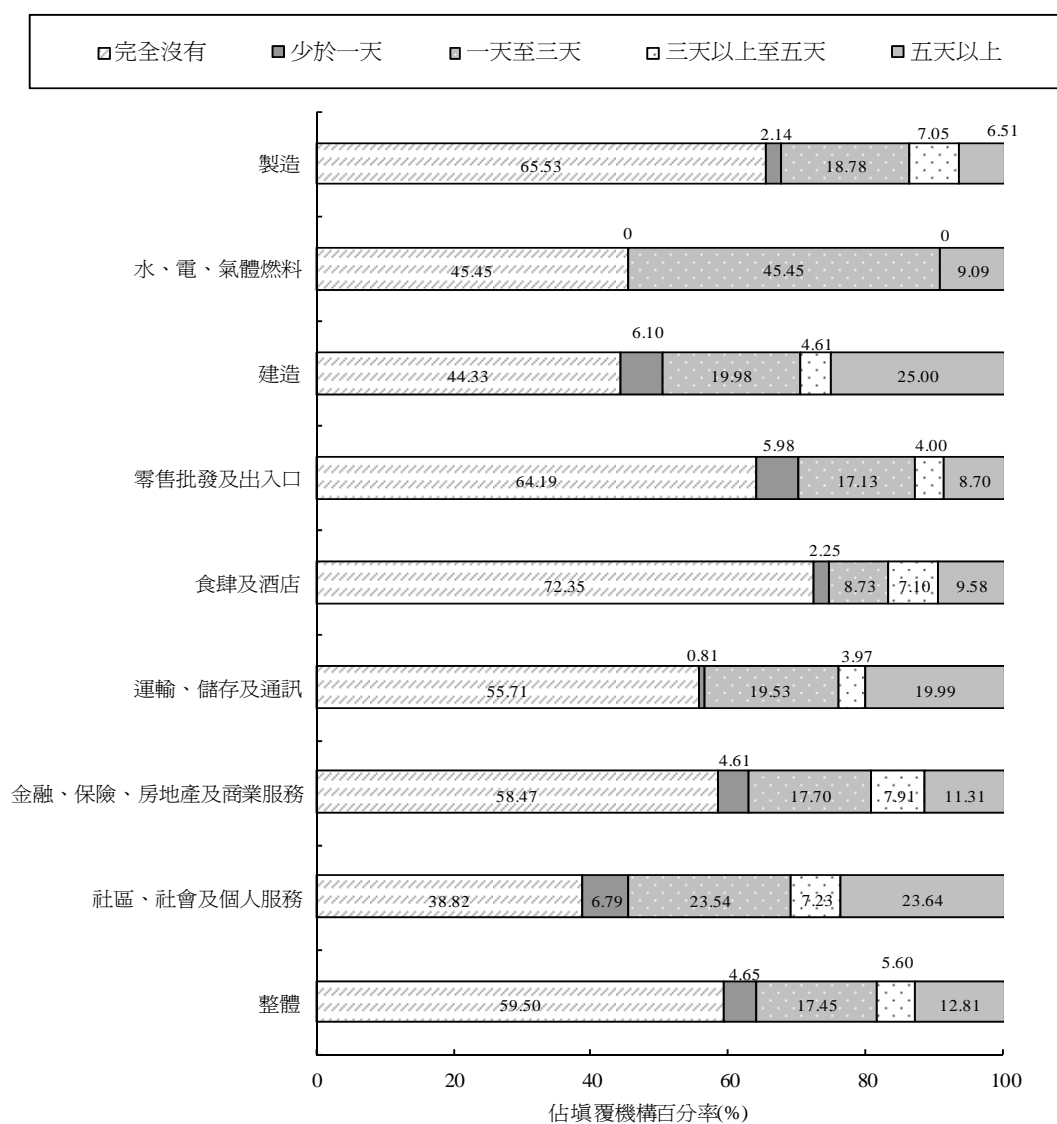 完全沒有 少於一天 一天至三天 三天以上至五天 五天以上
2.14 7.05 6.51
製造 65.53 18.78
0 0
水、電、氣體燃料 45.45 45.45 9.09
6.10 4.61
建造 44.33 19.98 25.00
5.98 4.00
零售批發及出入口 64.19 17.13 8.70
2.25
食肆及酒店 72.35 8.73 7.10 9.58
0.81 3.97
運輸、儲存及通訊 55.71 19.53 19.99
4.61
金融、保險、房地產及商業服務 58.47 17.70 7.91 11.31
社區、社會及個人服務 38.82 6.79 23.54 7.23 23.64
4.65 5.60
整體 59.50 17.45 12.81
0 20 40 60 80 100
佔填覆機構百分率(%)